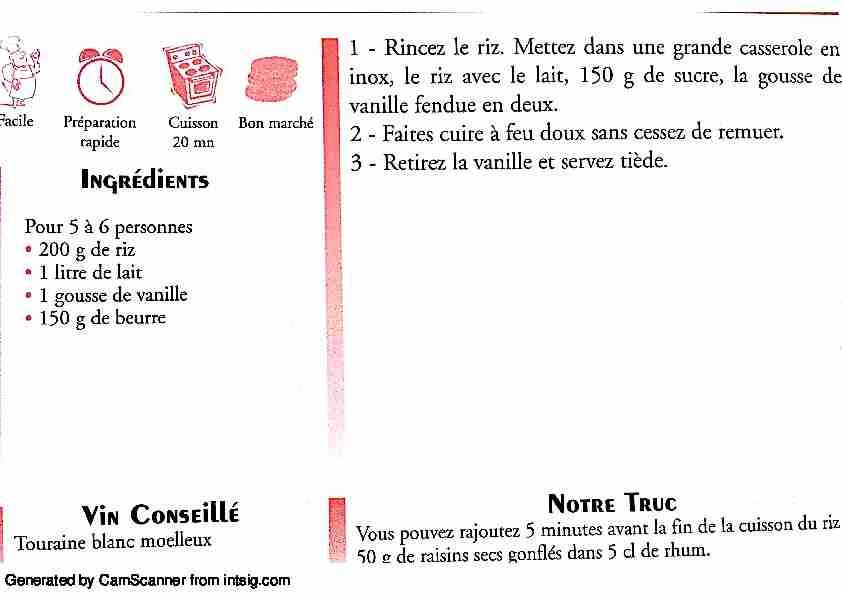 Facile
Préparation
rapide
Cuisson
20 mn
Bon marché
Ingrédients
Pour 5 à 6 personnes
• 200 g de riz
• 1 litre de lait
• 1 gousse de vanille
• 150 g de beurre
1 - Rincez le riz. Mettez dans une grande casserole en
inox, le riz avec le lait, 150 g de sucre, la gousse de
vanille fendue en deux.
2 - Faites cuire à feu doux sans cessez de remuer.
3 - Retirez la vanille et servez tiède.
Vin Conseillé
Touraine blanc moelleux
Notre Truc
Vous pouvez rajoutez 5 minutes avant la fin de la cuisson du riz
50 g de raisins secs gonflés dans 5 cl de rhum.
Generated by CamScanner from intsig.com